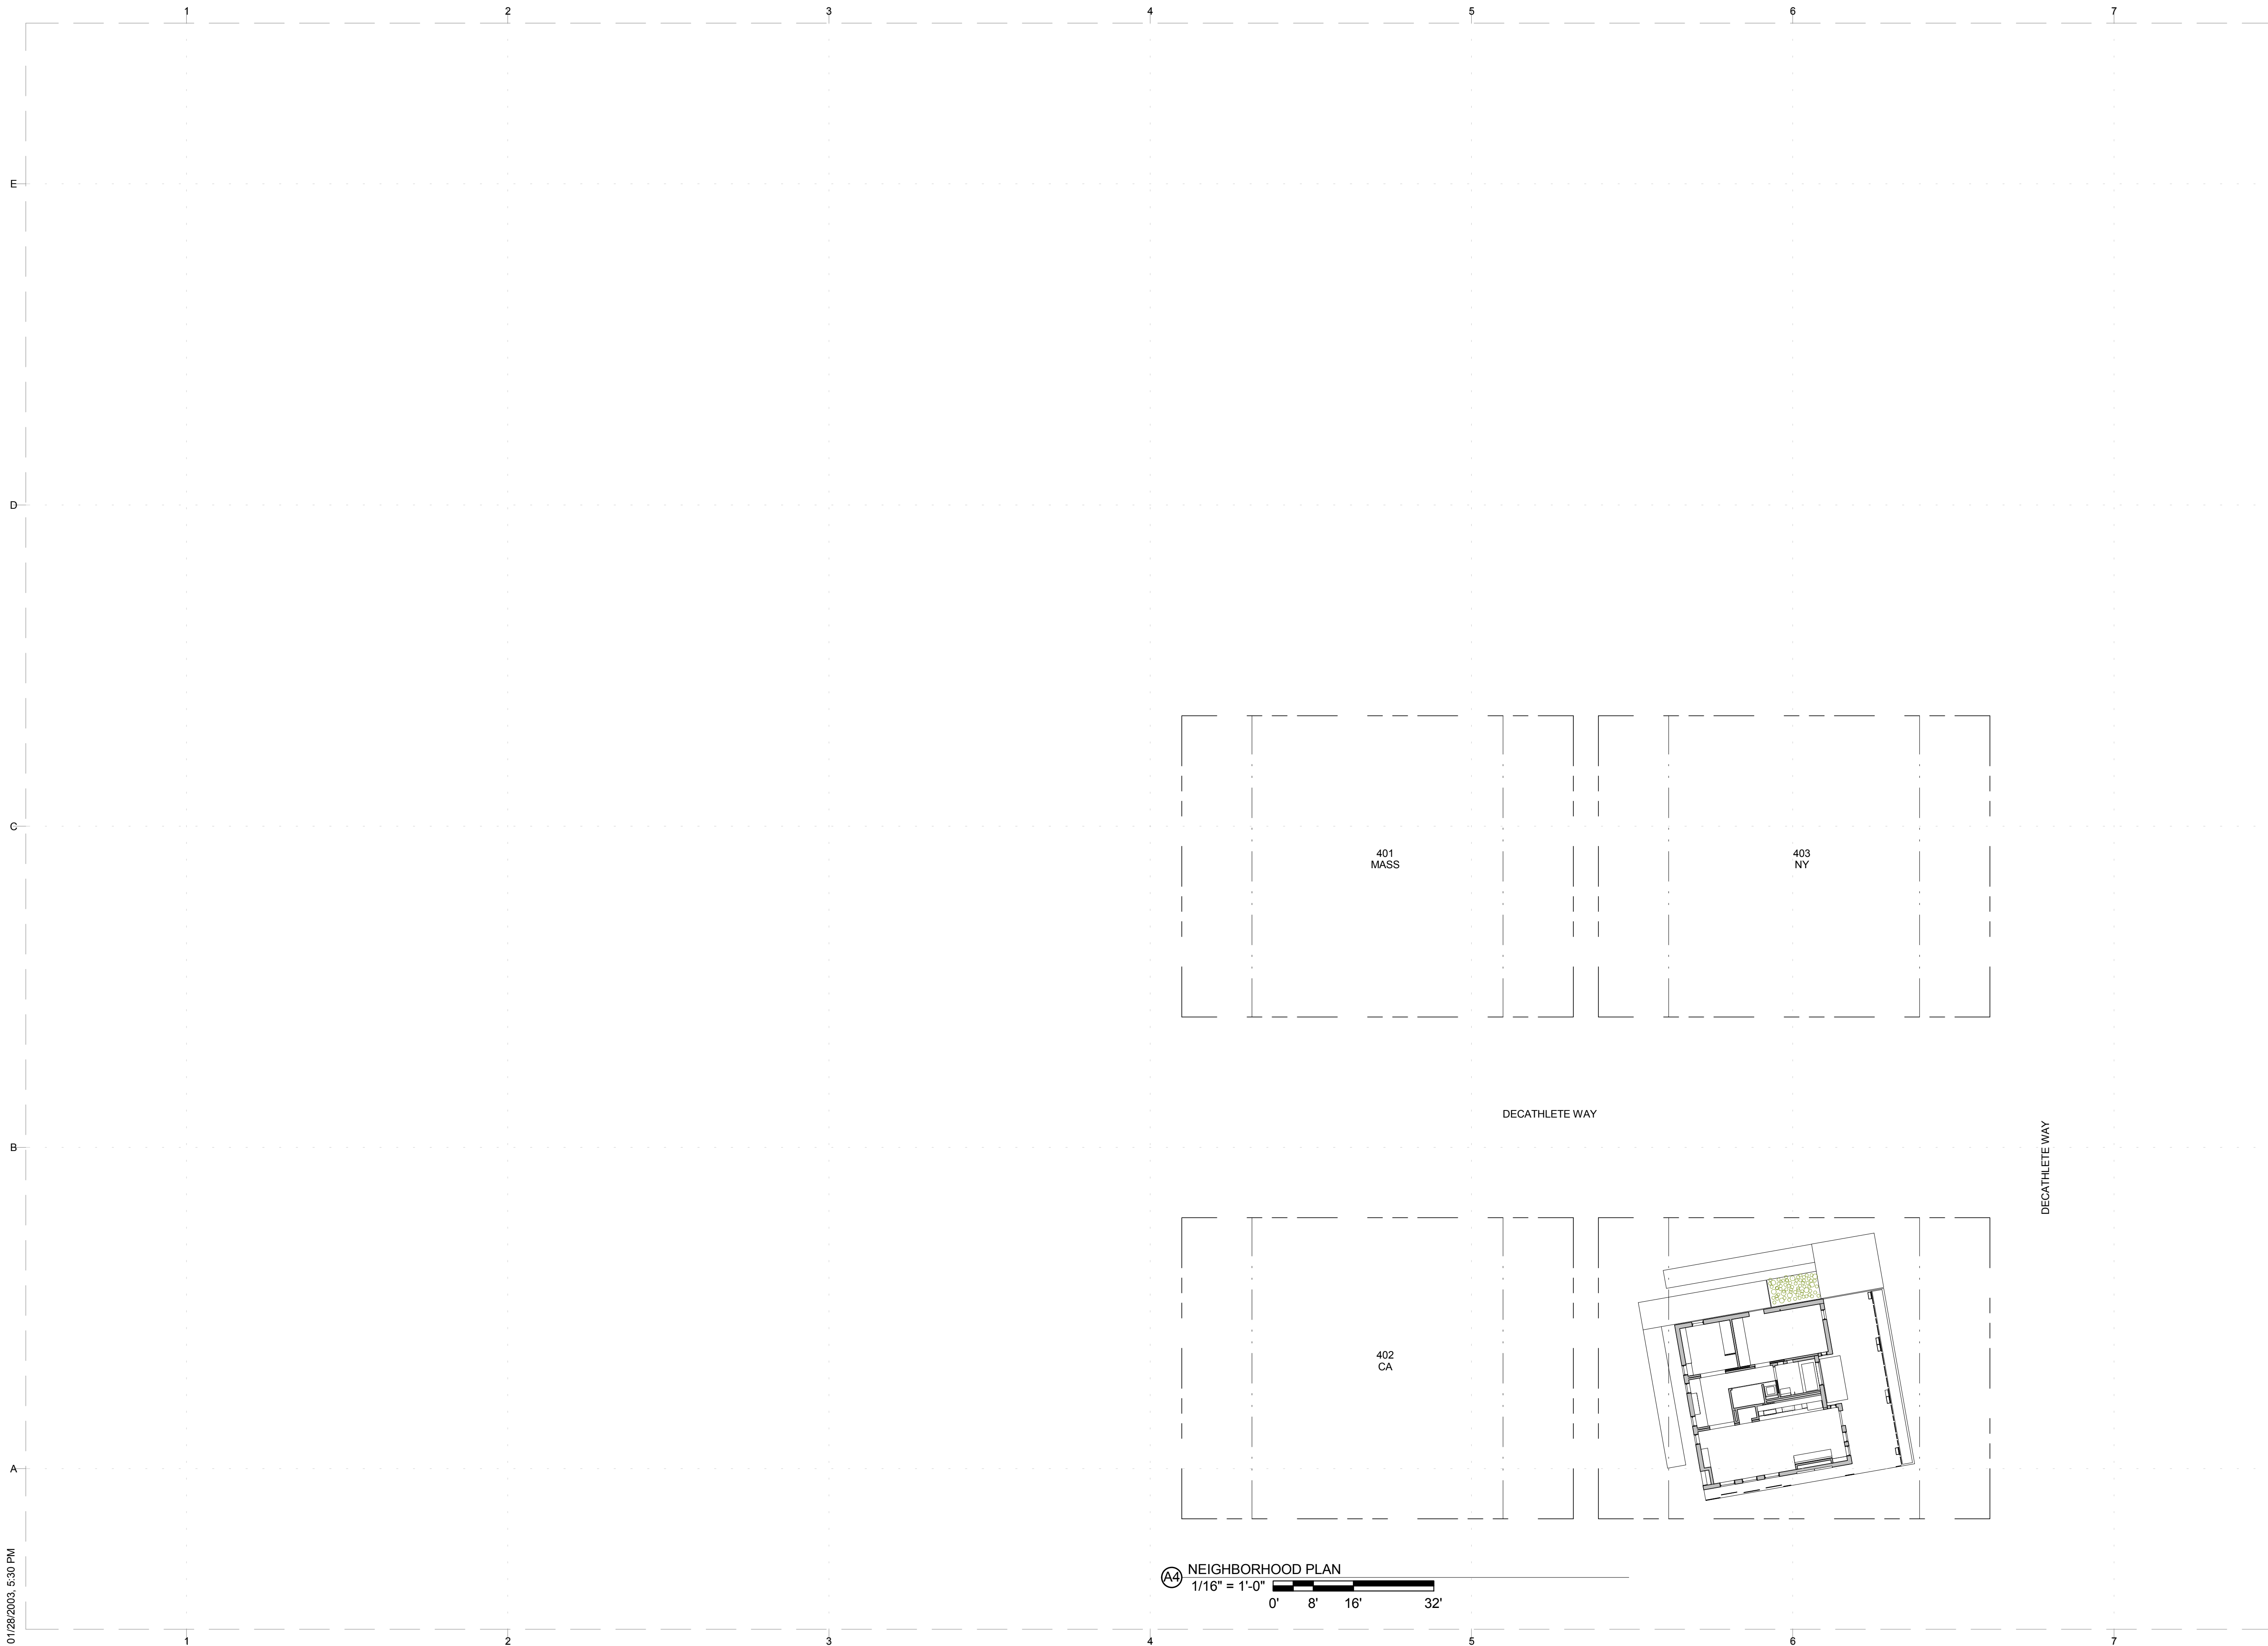 1 2 3 4 5 6 7
E
D
C
B
A
401
MASS
403
NY
DECATHLETE WAY
DECATHLETE WAY
402
CA
A4 NEIGHBORHOOD PLAN
1/16" = 1'-0"
0' 8' 16' 32'
01/28/2003, 5:30 PM
1 2 3 4 5 6 7